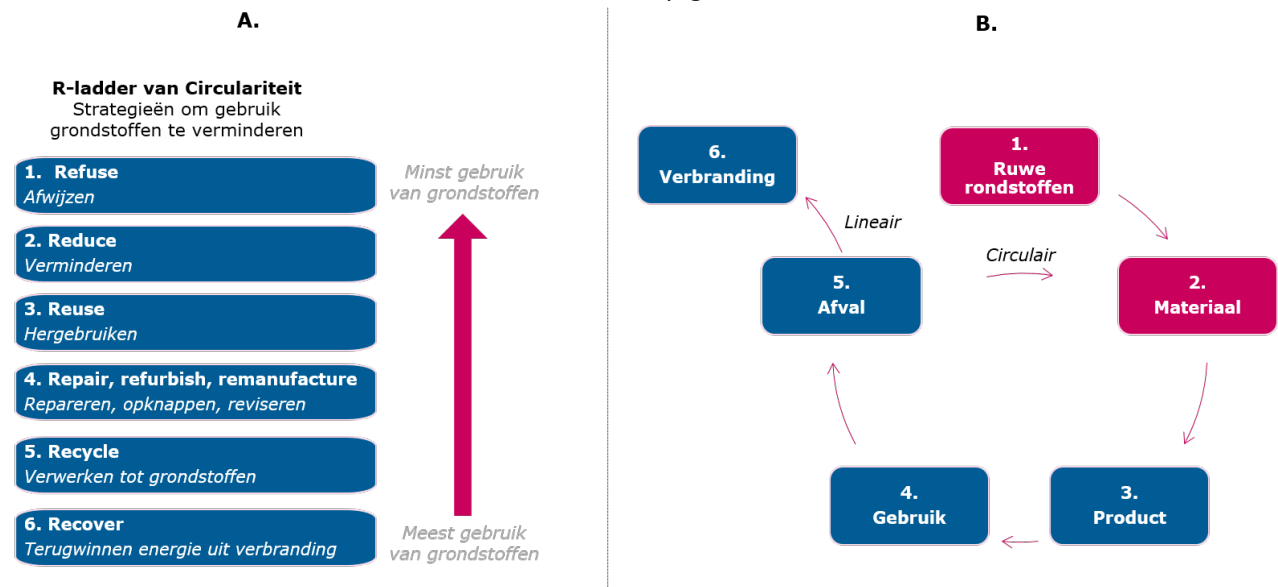 A.
R-ladder van Circulariteit
Strategieën om gebruik
grondstoffen te verminderen
1. Refuse
Afwijzen
2. Reduce
Verminderen
3. Reuse
Hergebruiken
4. Repair, refurbish, remanufacture
Repareren, opknappen, reviseren
5. Recycle
Verwerken tot grondstoffen
6. Recover
Terugwinnen energie uit verbranding
Minst gebruik
van grondstoffen
Meest gebruik
van grondstoffen
B.
1.
Ruwe
rondstoffen
2.
Materiaal
3.
Product
4.
Gebruik
5.
Afval
6.
Verbranding
Lineair
Circulair